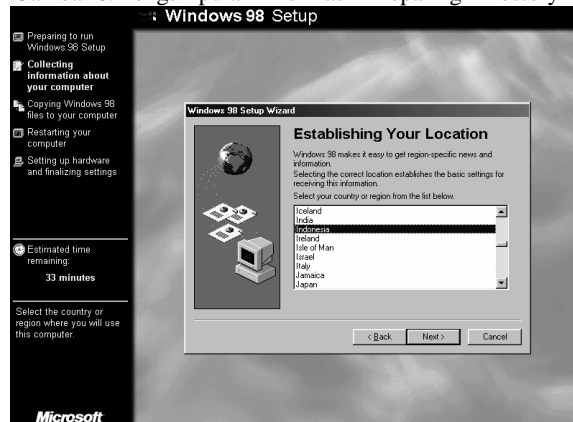 Windows 98 Setup
Preparing to run
Windows 98 Setup
Collecting
information about
your computer
Copying Windows 98
files to your computer
Restarting your
computer
Setting up hardware
and finalizing settings
Estimated time
remaining:
33 minutes
Select the country or
region where you will use
this computer.
Microsoft
Windows 98 Setup Wizard
Establishing Your Location
Windows 98 makes it easy to get region-specific news and
information.
Selecting the correct location establishes the basic settings for
receiving this information.
Select your country or region from the list below.
Iceland
India
Indonesia
Ireland
Isle of Man
Israel
Italy
Jamaica
Japan
< Back
Next >
Cancel